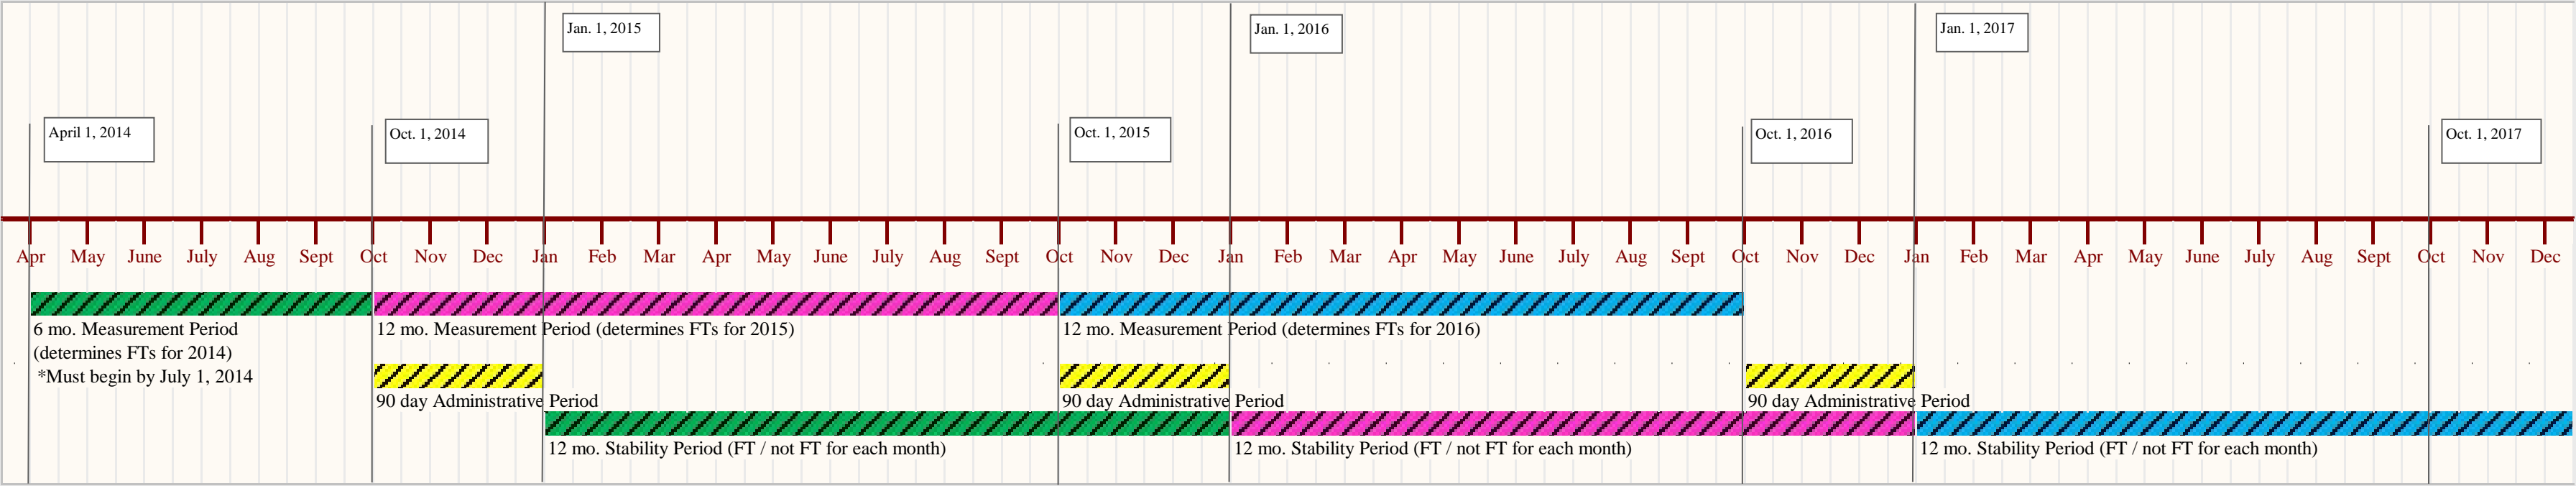 Jan. 1, 2015
Jan. 1, 2016
Jan. 1, 2017
April 1, 2014
Oct. 1, 2014
Oct. 1, 2015
Oct. 1, 2016
Oct. 1, 2017
Apr May June July Aug Sept Oct Nov Dec Jan Feb Mar Apr May June July Aug Sept Oct Nov Dec Jan Feb Mar Apr May June July Aug Sept Oct Nov Dec Jan Feb Mar Apr May June July Aug Sept Oct Nov Dec
6 mo. Measurement Period
(determines FTs for 2014)
*Must begin by July 1, 2014
12 mo. Measurement Period (determines FTs for 2015)
12 mo. Measurement Period (determines FTs for 2016)
90 day Administrative Period
90 day Administrative Period
90 day Administrative Period
12 mo. Stability Period (FT / not FT for each month)
12 mo. Stability Period (FT / not FT for each month)
12 mo. Stability Period (FT / not FT for each month)